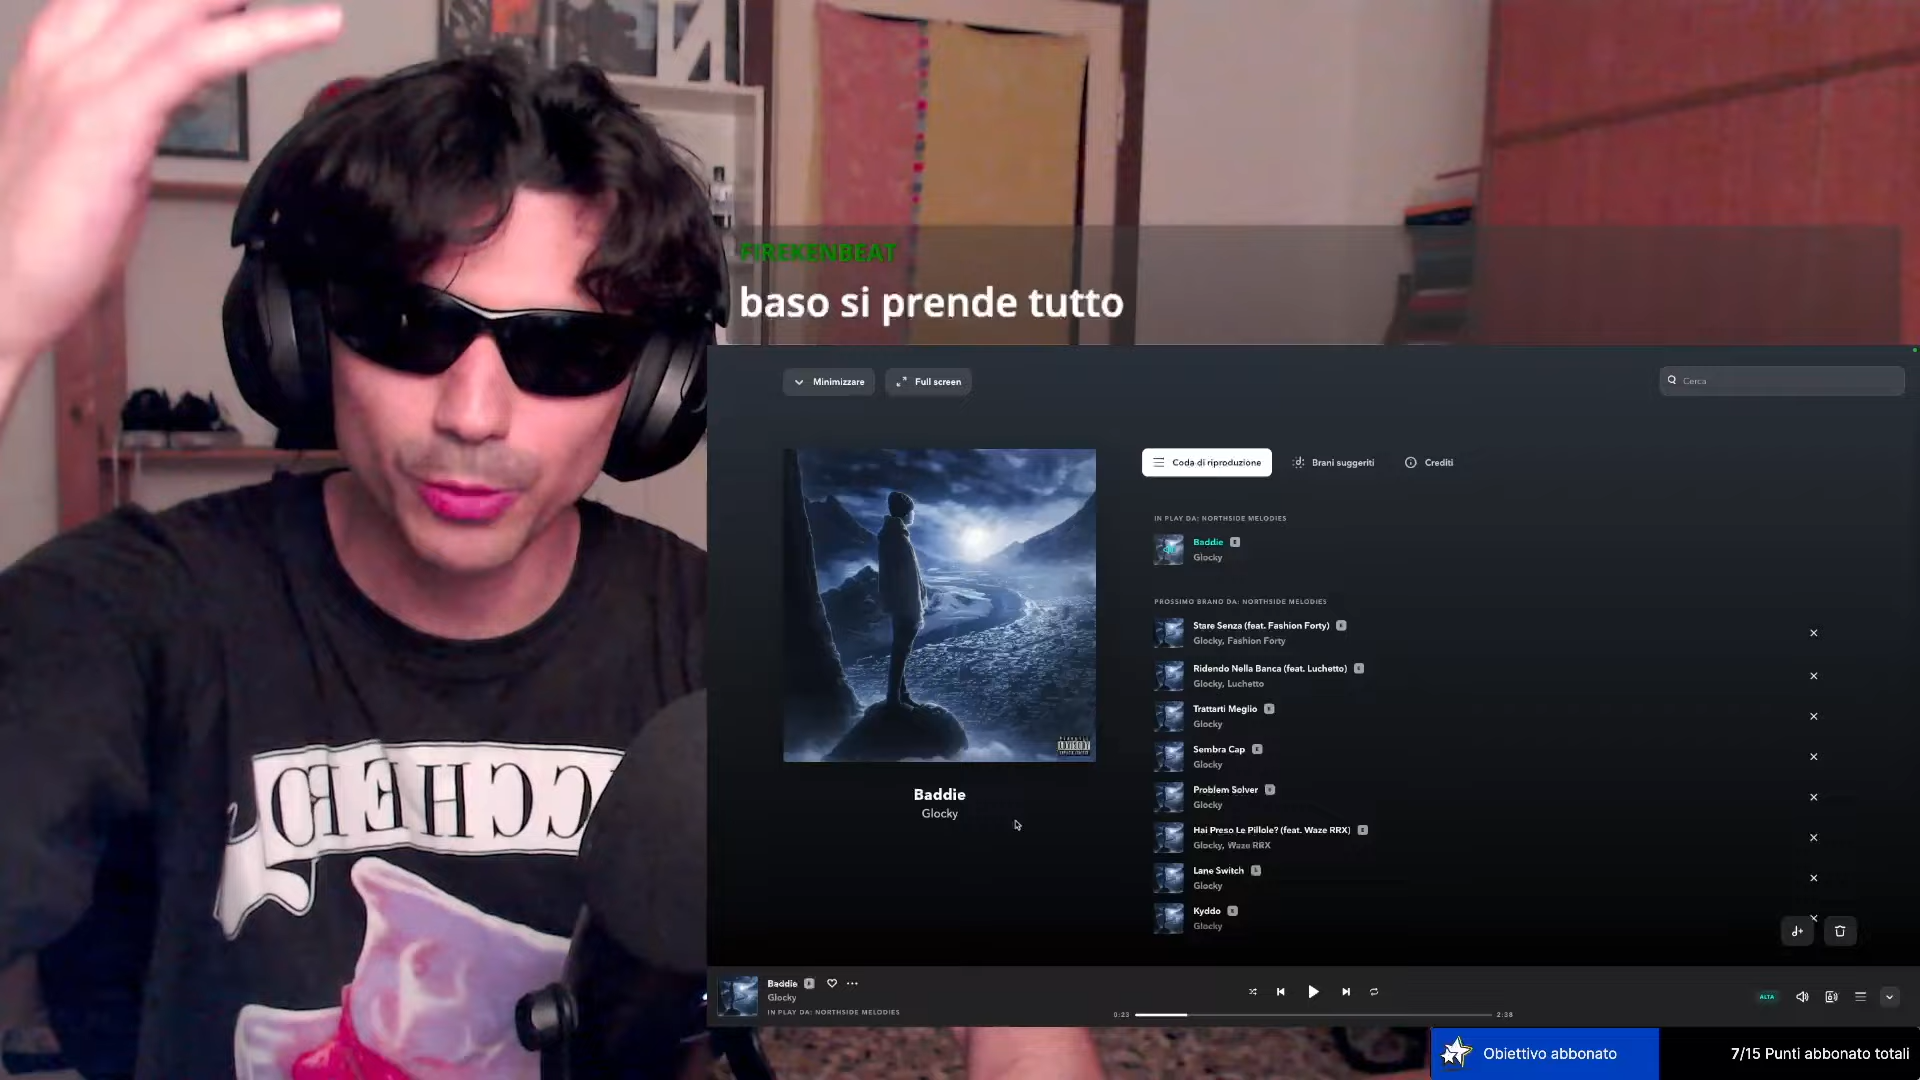 FIREKENBEAT
baso si prende tutto
Minimizzare
Full screen
Cerca
Coda di riproduzione
Brani suggeriti
Crediti
IN PLAY DA: NORTHSIDE MELODIES
Baddie E
Glocky
PROSSIMO BRANO DA: NORTHSIDE MELODIES
Stare Senza (feat. Fashion Forty) E
Glocky, Fashion Forty
Ridendo Nella Banca (feat. Luchetto) E
Glocky, Luchetto
Trattarti Meglio E
Glocky
Sembra Cap E
Glocky
Problem Solver E
Glocky
Hai Preso Le Pillole? (feat. Waze RRX) E
Glocky, Waze RRX
Lane Switch E
Glocky
Kyddo E
Glocky
ADVISORY
Baddie
Glocky
Baddie E
Glocky
IN PLAY DA: NORTHSIDE MELODIES
0:23
2:38
ALTA
Obiettivo abbonato
7/15 Punti abbonato totali